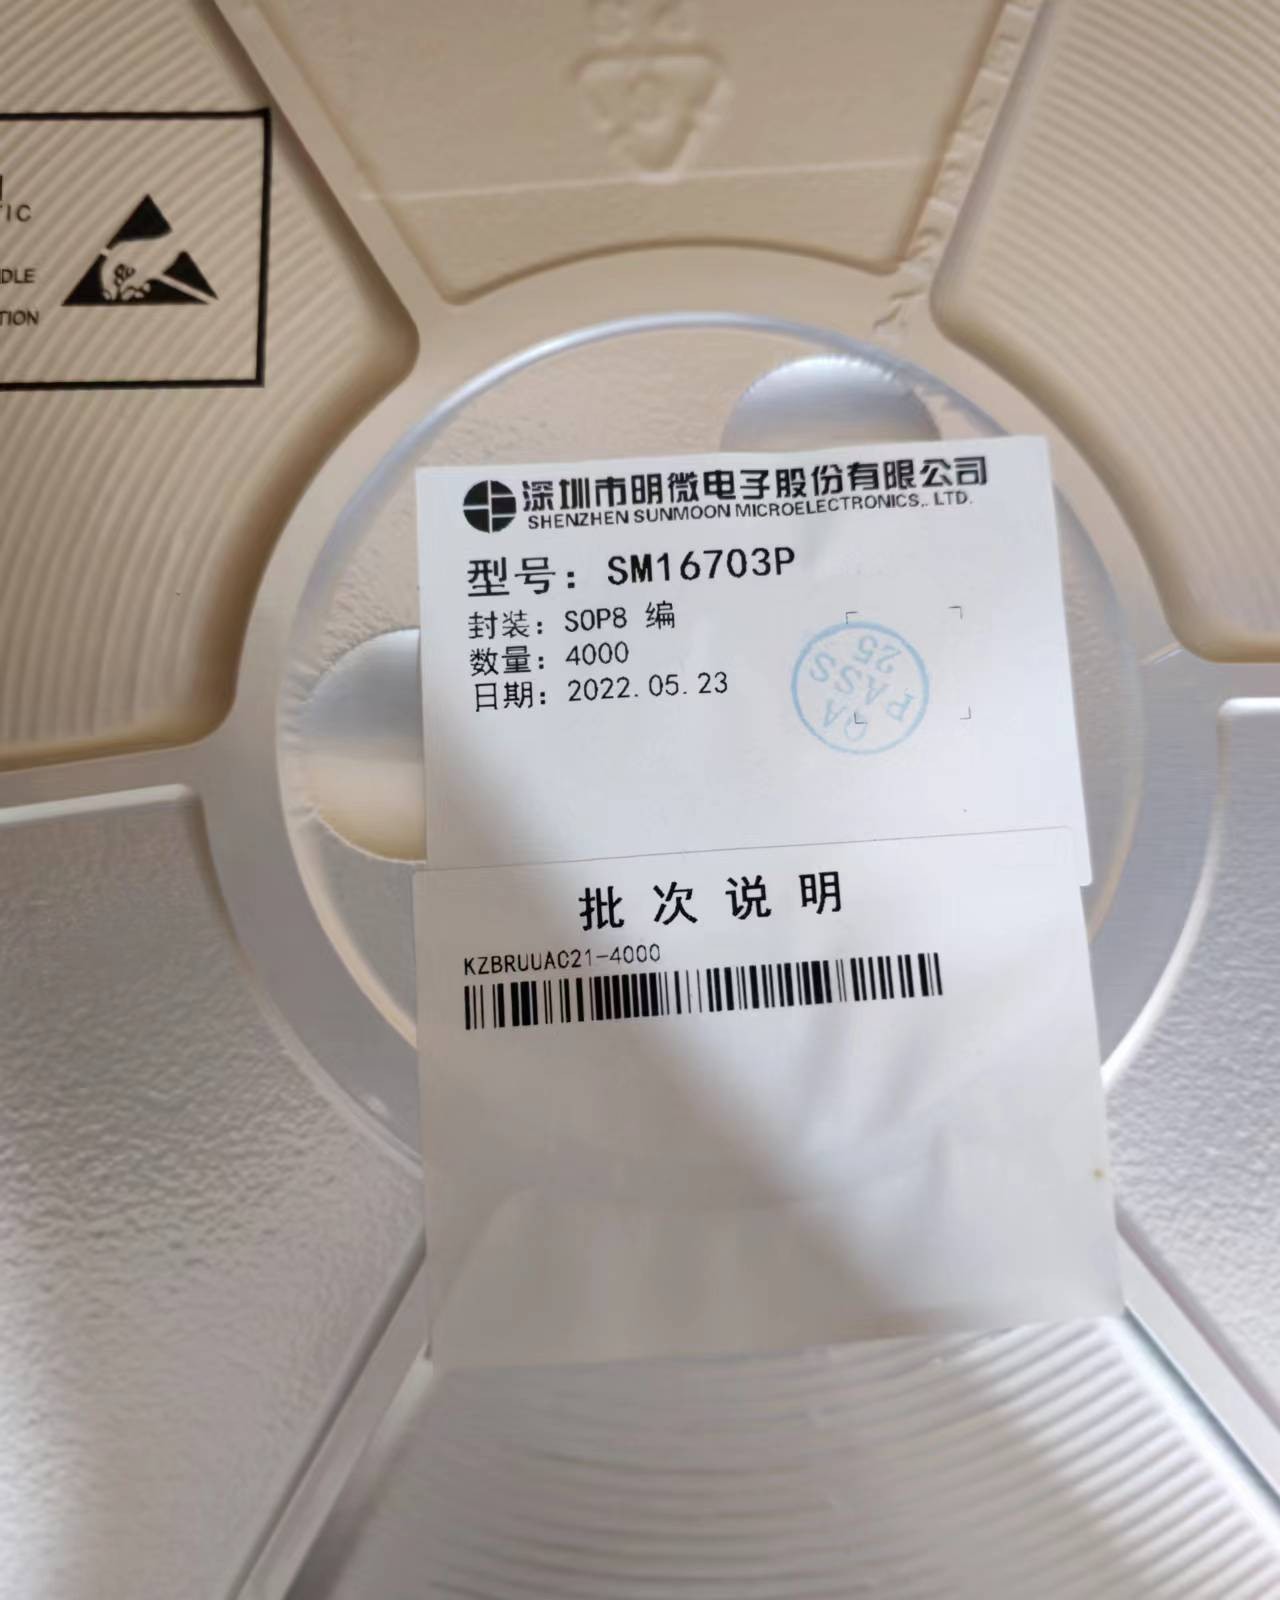 TIC
DLE
TION
深圳市明微电子股份有限公司
SHENZHEN SUNMOON MICROELECTRONICS., LTD.
型号： SM16703P
封装： SOP8 编
数量： 4000
日期： 2022.05.23
QA
PASS
25
批次说明
KZBRUUAC21-4000